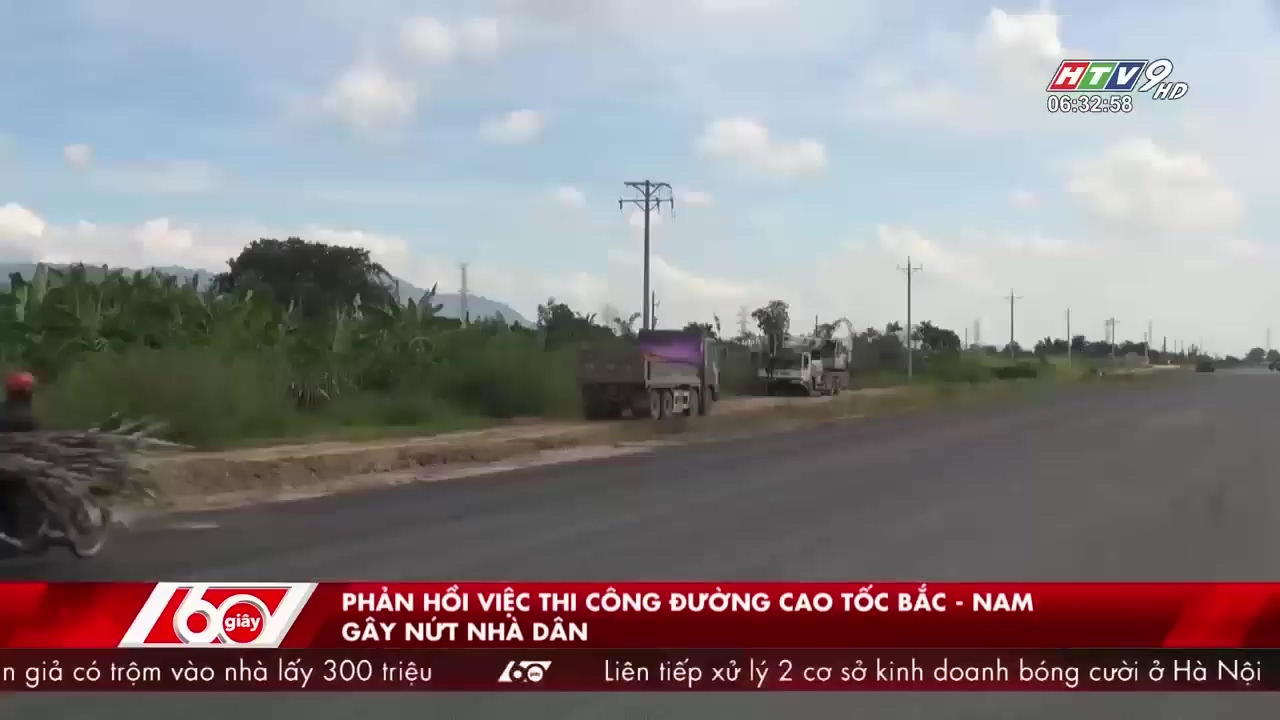 HTV9 HD
06:32:58
60 giây
PHẢN HỒI VIỆC THI CÔNG ĐƯỜNG CAO TỐC BẮC - NAM
GÂY NỨT NHÀ DÂN
n giả có trộm vào nhà lấy 300 triệu 60 giây Liên tiếp xử lý 2 cơ sở kinh doanh bóng cười ở Hà Nội